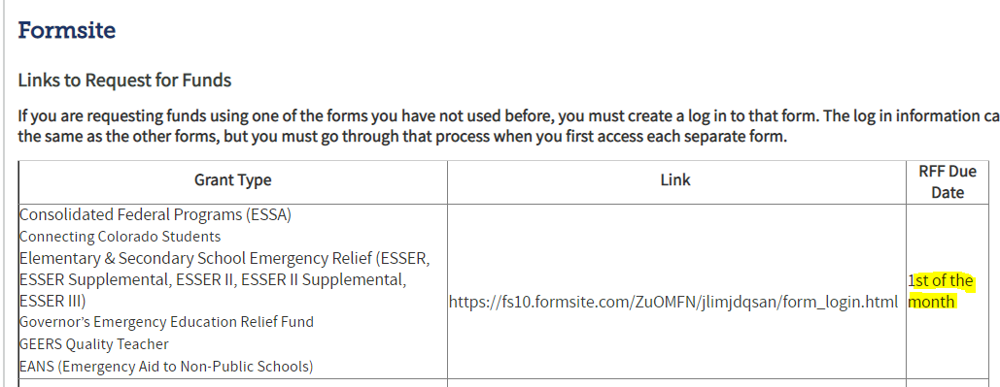 Formsite
Links to Request for Funds
If you are requesting funds using one of the forms you have not used before, you must create a log in to that form. The log in information ca
the same as the other forms, but you must go through that process when you first access each separate form.
Grant Type
Link
RFF Due
Date
Consolidated Federal Programs (ESSA)
Connecting Colorado Students
Elementary & Secondary School Emergency Relief (ESSER,
ESSER Supplemental, ESSER II, ESSER II Supplemental,
ESSER III)
Governor's Emergency Education Relief Fund
GEERS Quality Teacher
EANS (Emergency Aid to Non-Public Schools)
https://fs10.formsite.com/ZuOMFN/jlimjdqsan/form_login.html
1st of the
month